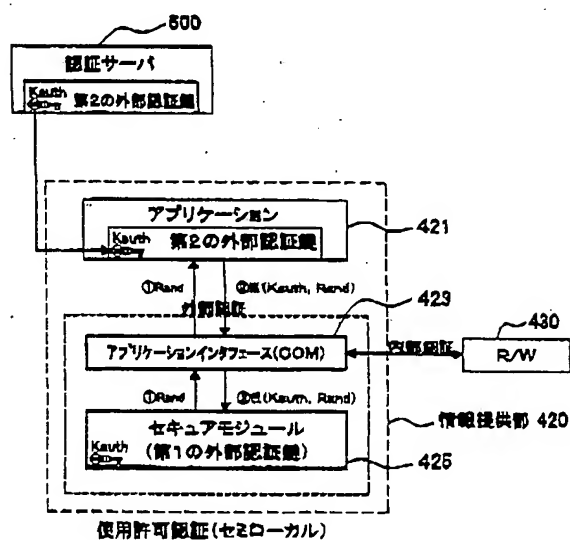 500
認証サーバ
Kauth
第2の外部認証鍵
アプリケーション
421
Kauth
第2の外部認証鍵
①Rand
②E(Kauth, Rand)
外部認証
423
アプリケーションインタフェース(COM)
内部認証
430
R/W
①Rand
②E(Kauth, Rand)
セキュアモジュール
(第1の外部認証鍵)
Kauth
425
情報提供部 420
使用許可認証(セミローカル)